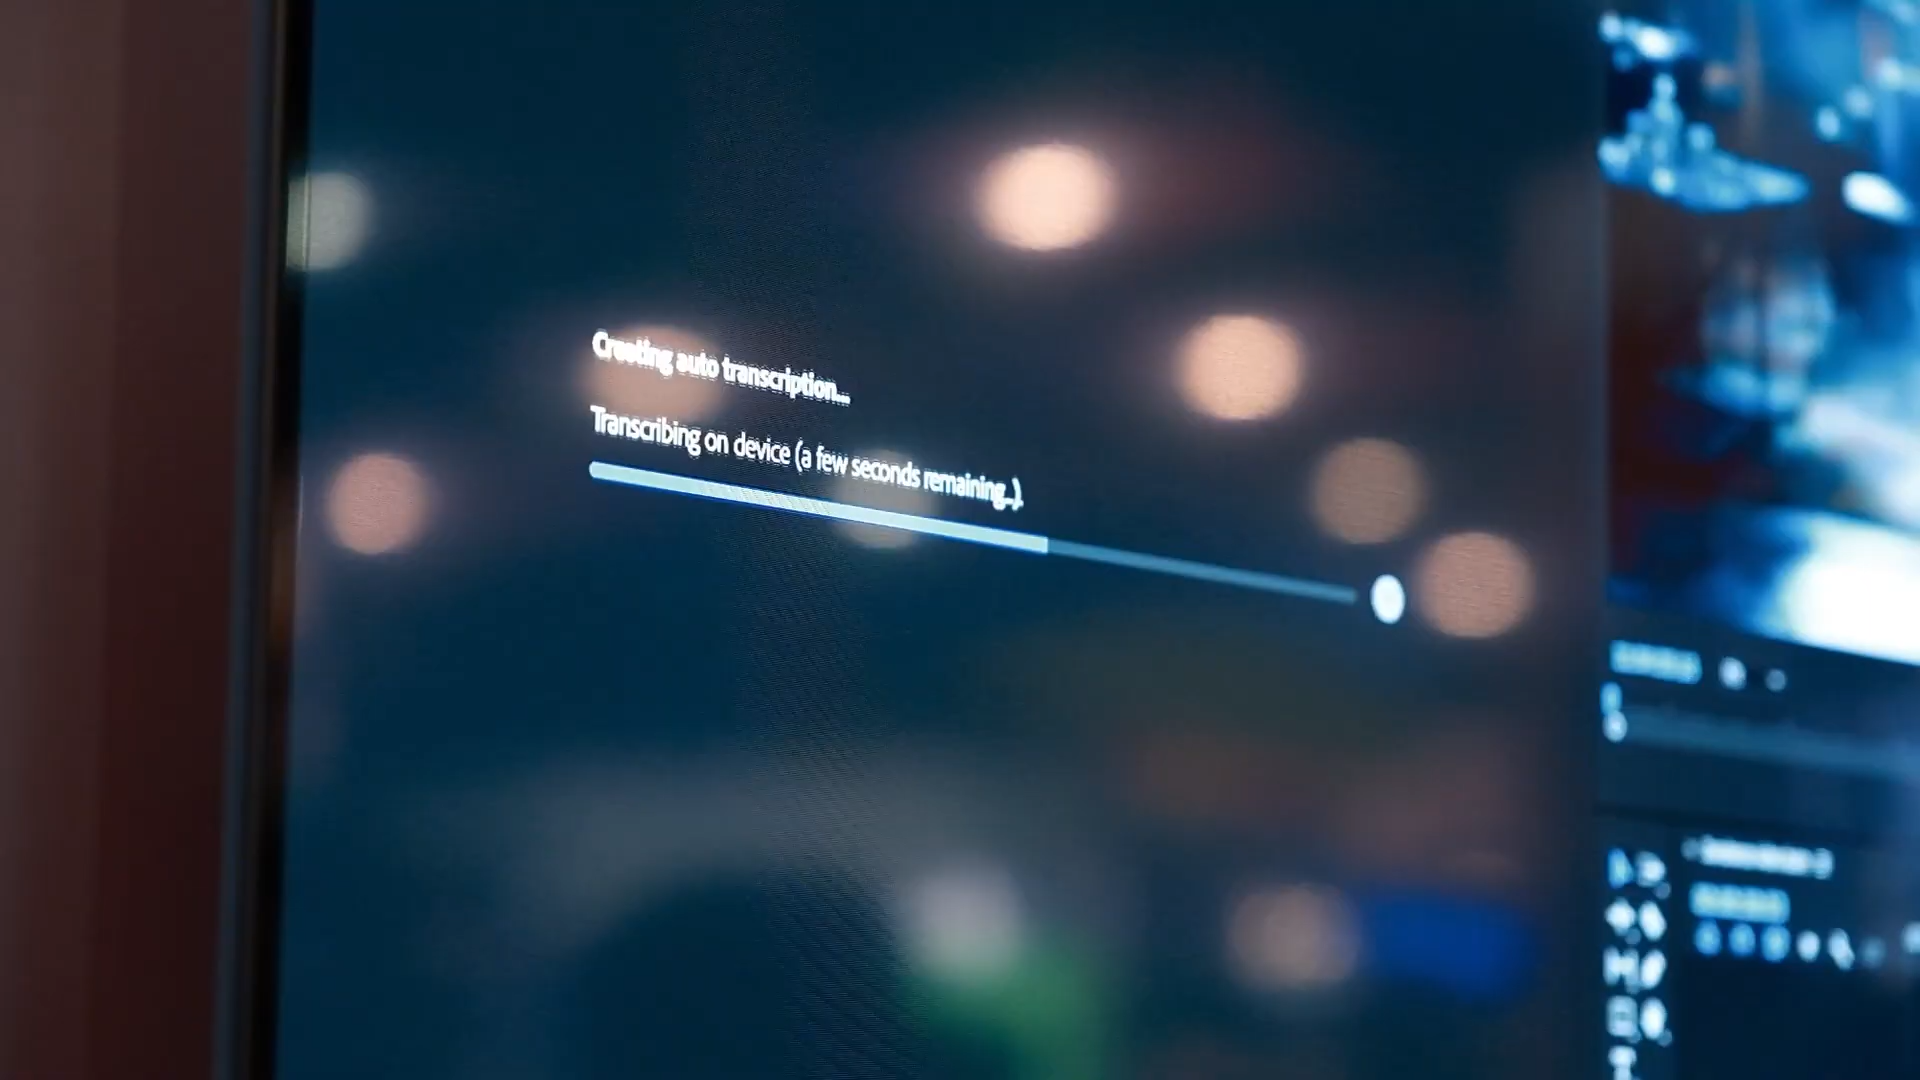 Creating auto transcription...
Transcribing on device (a few seconds remaining...).